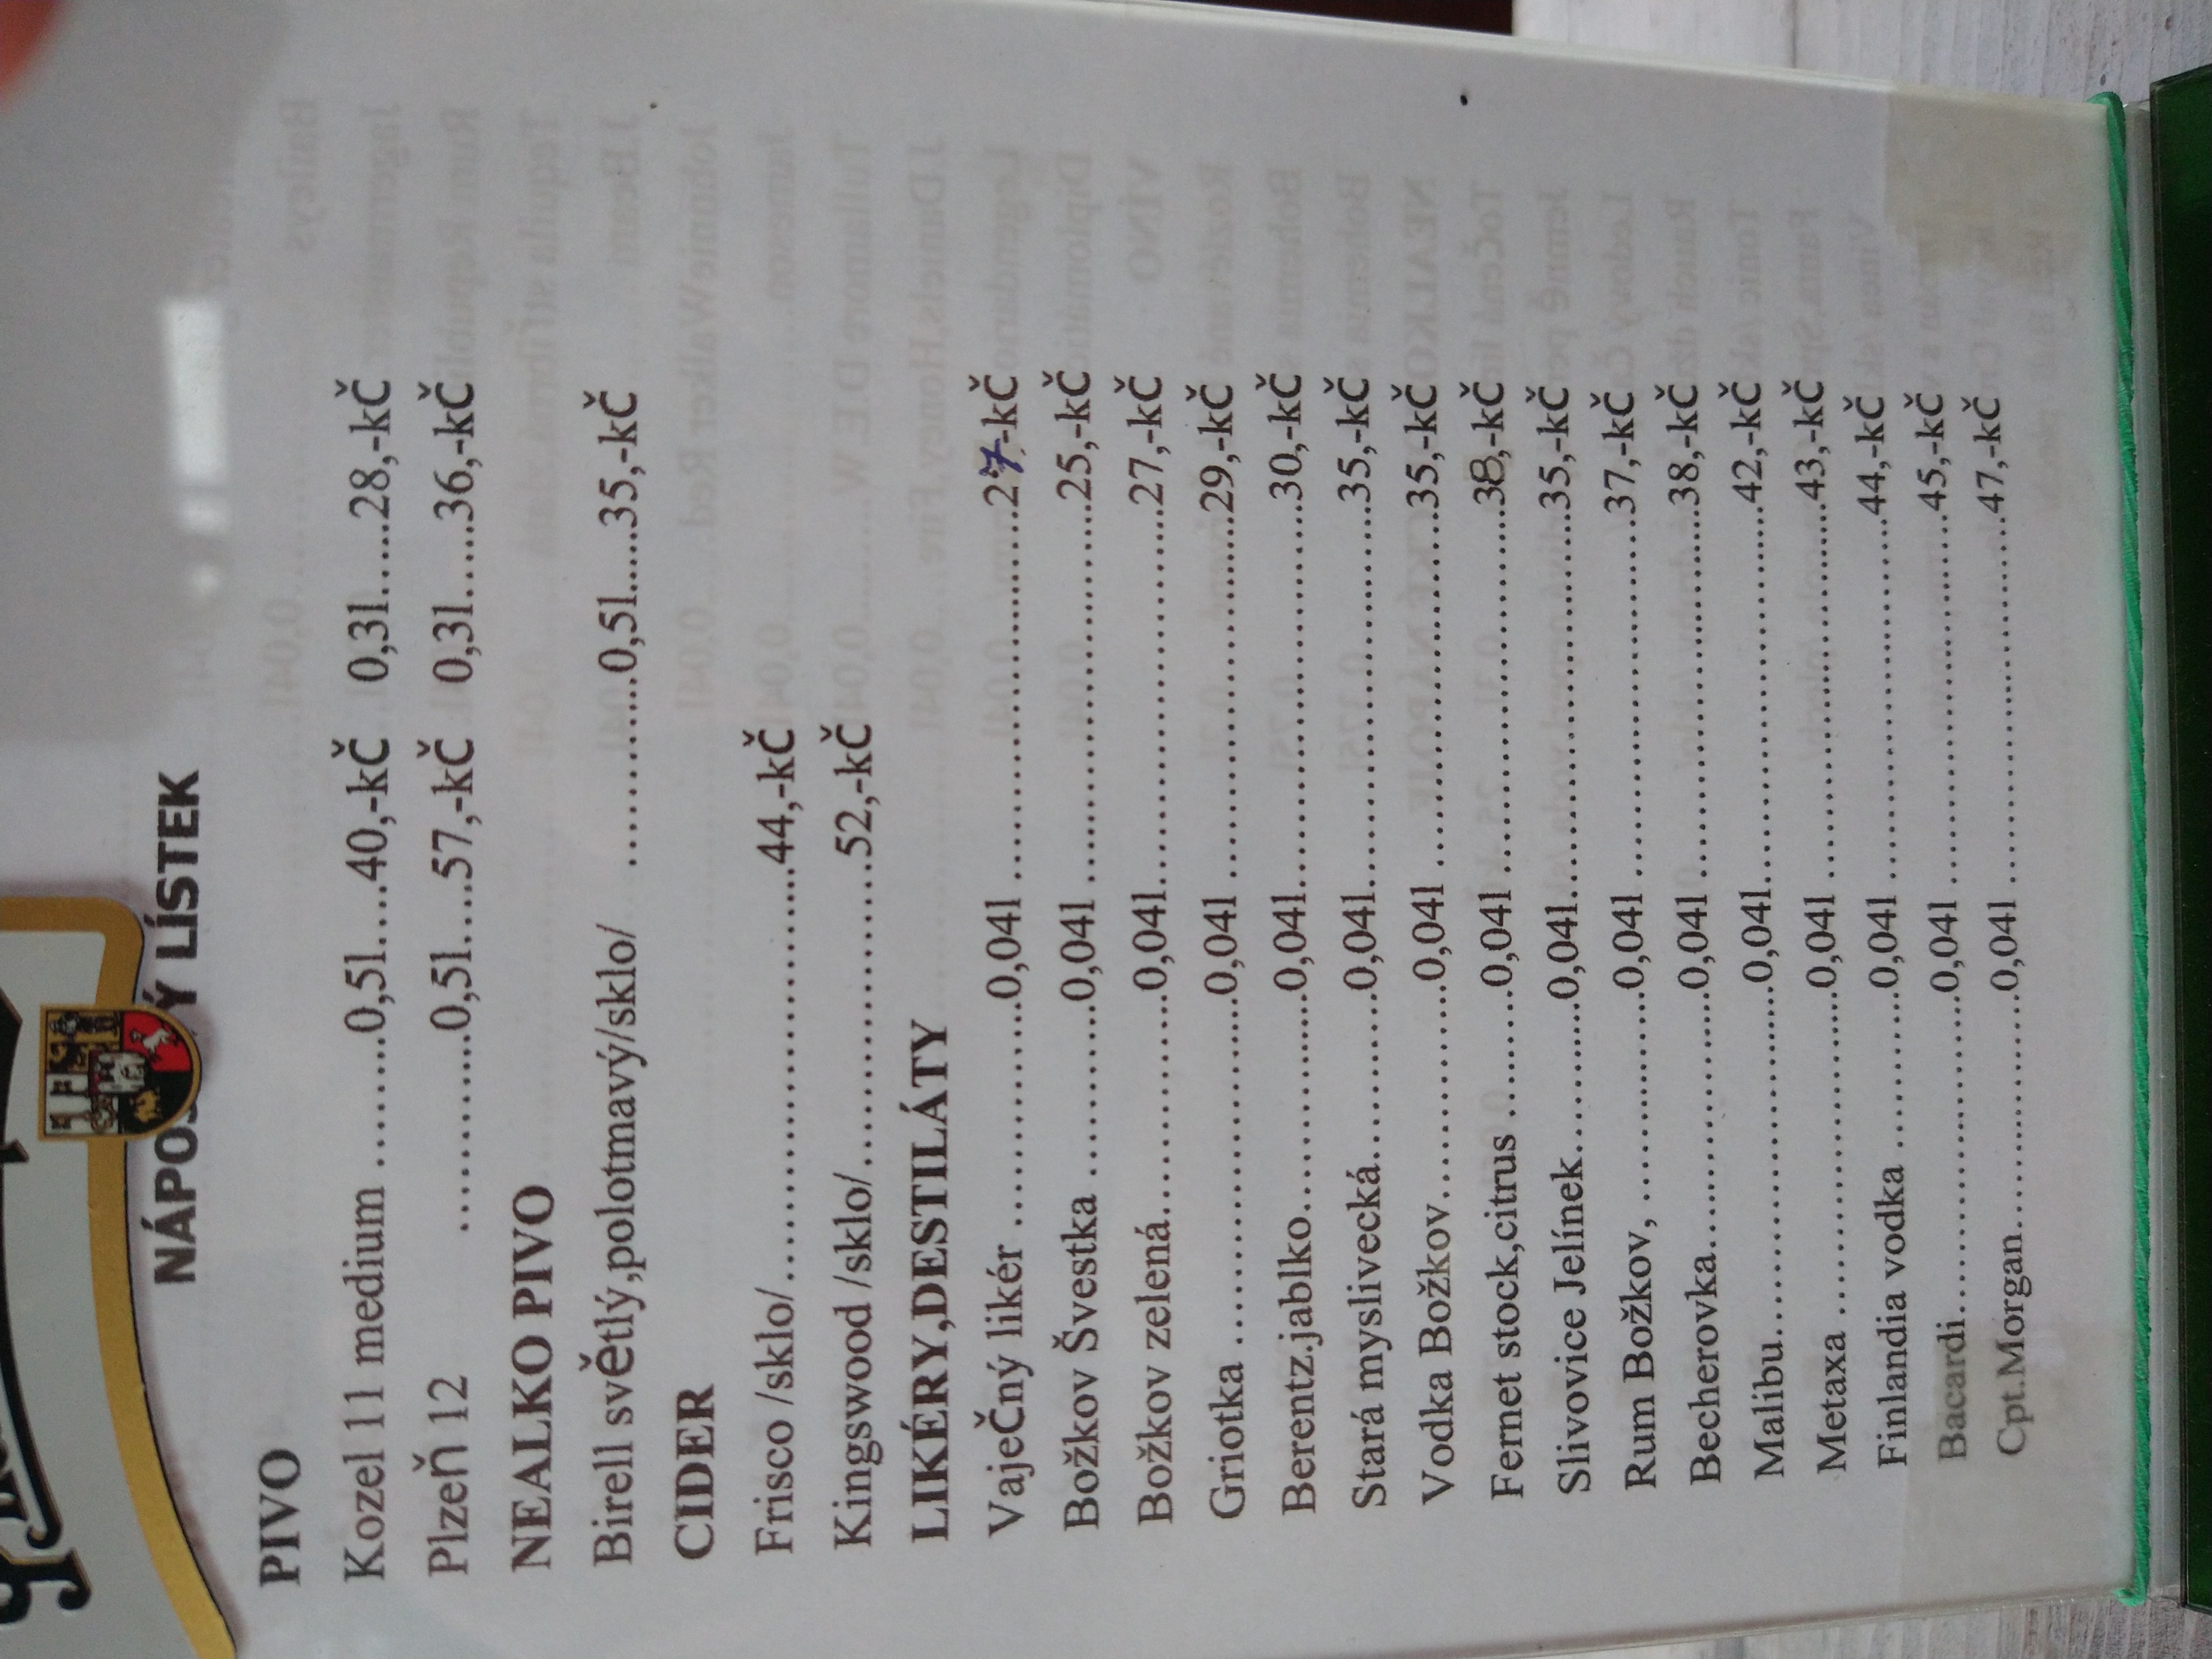 NÁPOJOVÝ LÍSTEK
PIVO
Kozel 11 medium ………0,5l….40,-kČ 0,3l…..28,-kČ
Plzeň 12 …………...0,5l….57,-kČ 0,3l…..36,-kČ
NEALKO PIVO
Birell světlý,polotmavý/sklo/ …………..0,5l.....35,-kČ
CIDER
Frisco /sklo/……………………………...44,-kČ
Kingswood /sklo/……………………….52,-kČ
LIKÉRY,DESTILÁTY
VajeČný likér ………………...0,04l …………………………...27,-kČ
Božkov Švestka ……………...0,04l …………………………...25,-kČ
Božkov zelená………………...0,04l…………………………...27,-kČ
Griotka ………………………...0,04l …………………………...29,-kČ
Berentz.jablko………………...0,04l…………………………...30,-kČ
Stará myslivecká……………...0,04l…………………………...35,-kČ
Vodka Božkov………………...0,04l …………………………...35,-kČ
Fernet stock,citrus …………...0,04l …………………………...38,-kČ
Slivovice Jelínek……………...0,04l…………………………...35,-kČ
Rum Božkov, ………………...0,04l …………………………...37,-kČ
Becherovka…………………...0,04l …………………………...38,-kČ
Malibu………………………...0,04l…………………………...42,-kČ
Metaxa ………………………...0,04l …………………………...43,-kČ
Finlandia vodka ……………...0,04l …………………………...44,-kČ
Bacardi………………………...0,04l …………………………...45,-kČ
Cpt.Morgan…………………...0,04l …………………………...47,-kČ